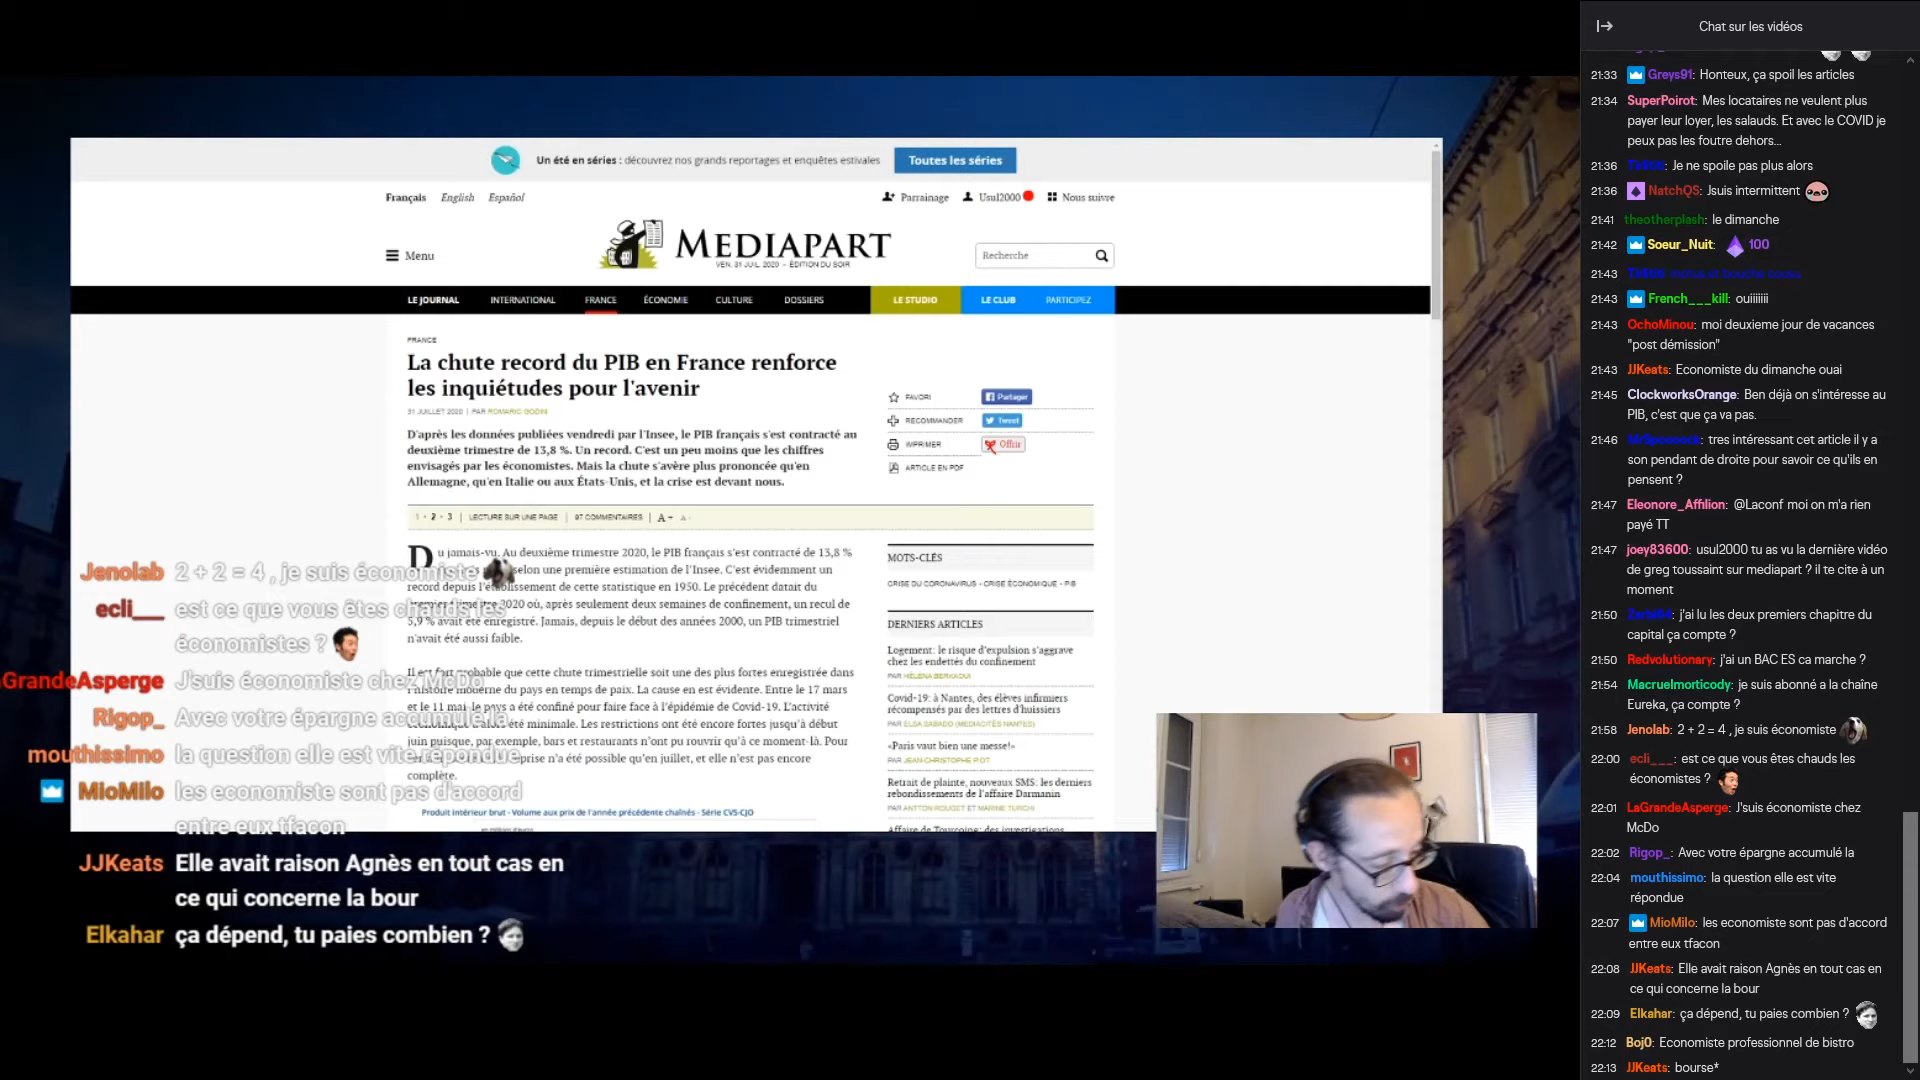 Un été en séries : découvrez nos grands reportages et enquêtes estivales
Toutes les séries
Français English Español
Parrainage Usul2000 Nous suivre
Menu
MEDIAPART
VEN. 31 JUIL. 2020 – ÉDITION DU SOIR
Recherche
LE JOURNAL INTERNATIONAL FRANCE ÉCONOMIE CULTURE DOSSIERS LE STUDIO LE CLUB PARTICIPEZ
FRANCE
La chute record du PIB en France renforce
les inquiétudes pour l'avenir
31 JUILLET 2020 | PAR ROMARIC GODIN
D'après les données publiées vendredi par l'Insee, le PIB français s'est contracté au
deuxième trimestre de 13,8 %. Un record. C'est un peu moins que les chiffres
envisagés par les économistes. Mais la chute s'avère plus prononcée qu'en
Allemagne, qu'en Italie ou aux États-Unis, et la crise est devant nous.
FAVORI
Partager
RECOMMANDER
Tweet
IMPRIMER
Offrir
ARTICLE EN PDF
1 • 2 • 3 | LECTURE SUR UNE PAGE | 97 COMMENTAIRES | A+ A-
Du jamais-vu. Au deuxième trimestre 2020, le PIB français s'est contracté de 13,8 %
selon une première estimation de l'Insee. C'est évidemment un
record depuis l'établissement de cette statistique en 1950. Le précédent datait du
premier trimestre 2020 où, après seulement deux semaines de confinement, un recul de
5,9 % avait été enregistré. Jamais, depuis le début des années 2000, un PIB trimestriel
n'avait été aussi faible.
Il est fort probable que cette chute trimestrielle soit une des plus fortes enregistrée dans
l'histoire moderne du pays en temps de paix. La cause en est évidente. Entre le 17 mars
et le 11 mai, le pays a été confiné pour faire face à l'épidémie de Covid-19. L'activité
économique a alors été minimale. Les restrictions ont été encore fortes jusqu'à début
juin puisque, par exemple, bars et restaurants n'ont pu rouvrir qu'à ce moment-là. Pour
reprise n'a été possible qu'en juillet, et elle n'est pas encore
complète.
Produit intérieur brut - Volume aux prix de l'année précédente chaînés - Série CVS-CJO
en millions d'euros
MOTS-CLÉS
CRISE DU CORONAVIRUS - CRISE ÉCONOMIQUE - PIB
DERNIERS ARTICLES
Logement: le risque d'expulsion s'aggrave
chez les endettés du confinement
PAR HÉLÈNA BERKAOUI
Covid-19: à Nantes, des élèves infirmiers
récompensés par des lettres d'huissiers
PAR ELSA SABADO (MEDIACITÉS NANTES)
«Paris vaut bien une messe!»
PAR JEAN-CHRISTOPHE PIOT
Retrait de plainte, nouveaux SMS: les derniers
rebondissements de l'affaire Darmanin
PAR ANTTON ROUGET ET MARINE TURCHI
Affaire de Tourcoing: des investigations
Jenolab 2 + 2 = 4 , je suis économiste
ecli___ est ce que vous êtes chauds les
économistes ?
GrandeAsperge J'suis économiste chez McDo
Rigop_ Avec votre épargne accumulé la
mouthissimo la question elle est vite répondue
MioMilo les economiste sont pas d'accord
entre eux tfacon
JJKeats Elle avait raison Agnès en tout cas en
ce qui concerne la bour
Elkahar ça dépend, tu paies combien ?
Chat sur les vidéos
21:33 Greys91: Honteux, ça spoil les articles
21:34 SuperPoirot: Mes locataires ne veulent plus
payer leur loyer, les salauds. Et avec le COVID je
peux pas les foutre dehors...
21:36 : Je ne spoile pas plus alors
21:36 NatchQS: Jsuis intermittent
21:41 theotherplash: le dimanche
21:42 Soeur_Nuit: 100
21:43 motus et bouche cousu
21:43 French___kill: ouiiiiiii
21:43 OchoMinou: moi deuxieme jour de vacances
"post démission"
21:43 JJKeats: Economiste du dimanche ouai
21:45 ClockworksOrange: Ben déjà on s'intéresse au
PIB, c'est que ça va pas.
21:46 : tres intéressant cet article il y a
son pendant de droite pour savoir ce qu'ils en
pensent ?
21:47 Eleonore_Affilion: @Laconf moi on m'a rien
payé TT
21:47 joey83600: usul2000 tu as vu la dernière vidéo
de greg toussaint sur mediapart ? il te cite à un
moment
21:50 : j'ai lu les deux premiers chapitre du
capital ça compte ?
21:50 Redvolutionary: j'ai un BAC ES ca marche ?
21:54 Macruelmorticody: je suis abonné a la chaîne
Eureka, ça compte ?
21:58 Jenolab: 2 + 2 = 4 , je suis économiste
22:00 ecli___: est ce que vous êtes chauds les
économistes ?
22:01 LaGrandeAsperge: J'suis économiste chez
McDo
22:02 Rigop_: Avec votre épargne accumulé la
22:04 mouthissimo: la question elle est vite
répondue
22:07 MioMilo: les economiste sont pas d'accord
entre eux tfacon
22:08 JJKeats: Elle avait raison Agnès en tout cas en
ce qui concerne la bour
22:09 Elkahar: ça dépend, tu paies combien ?
22:12 Boj0: Economiste professionnel de bistro
22:13 JJKeats: bourse*